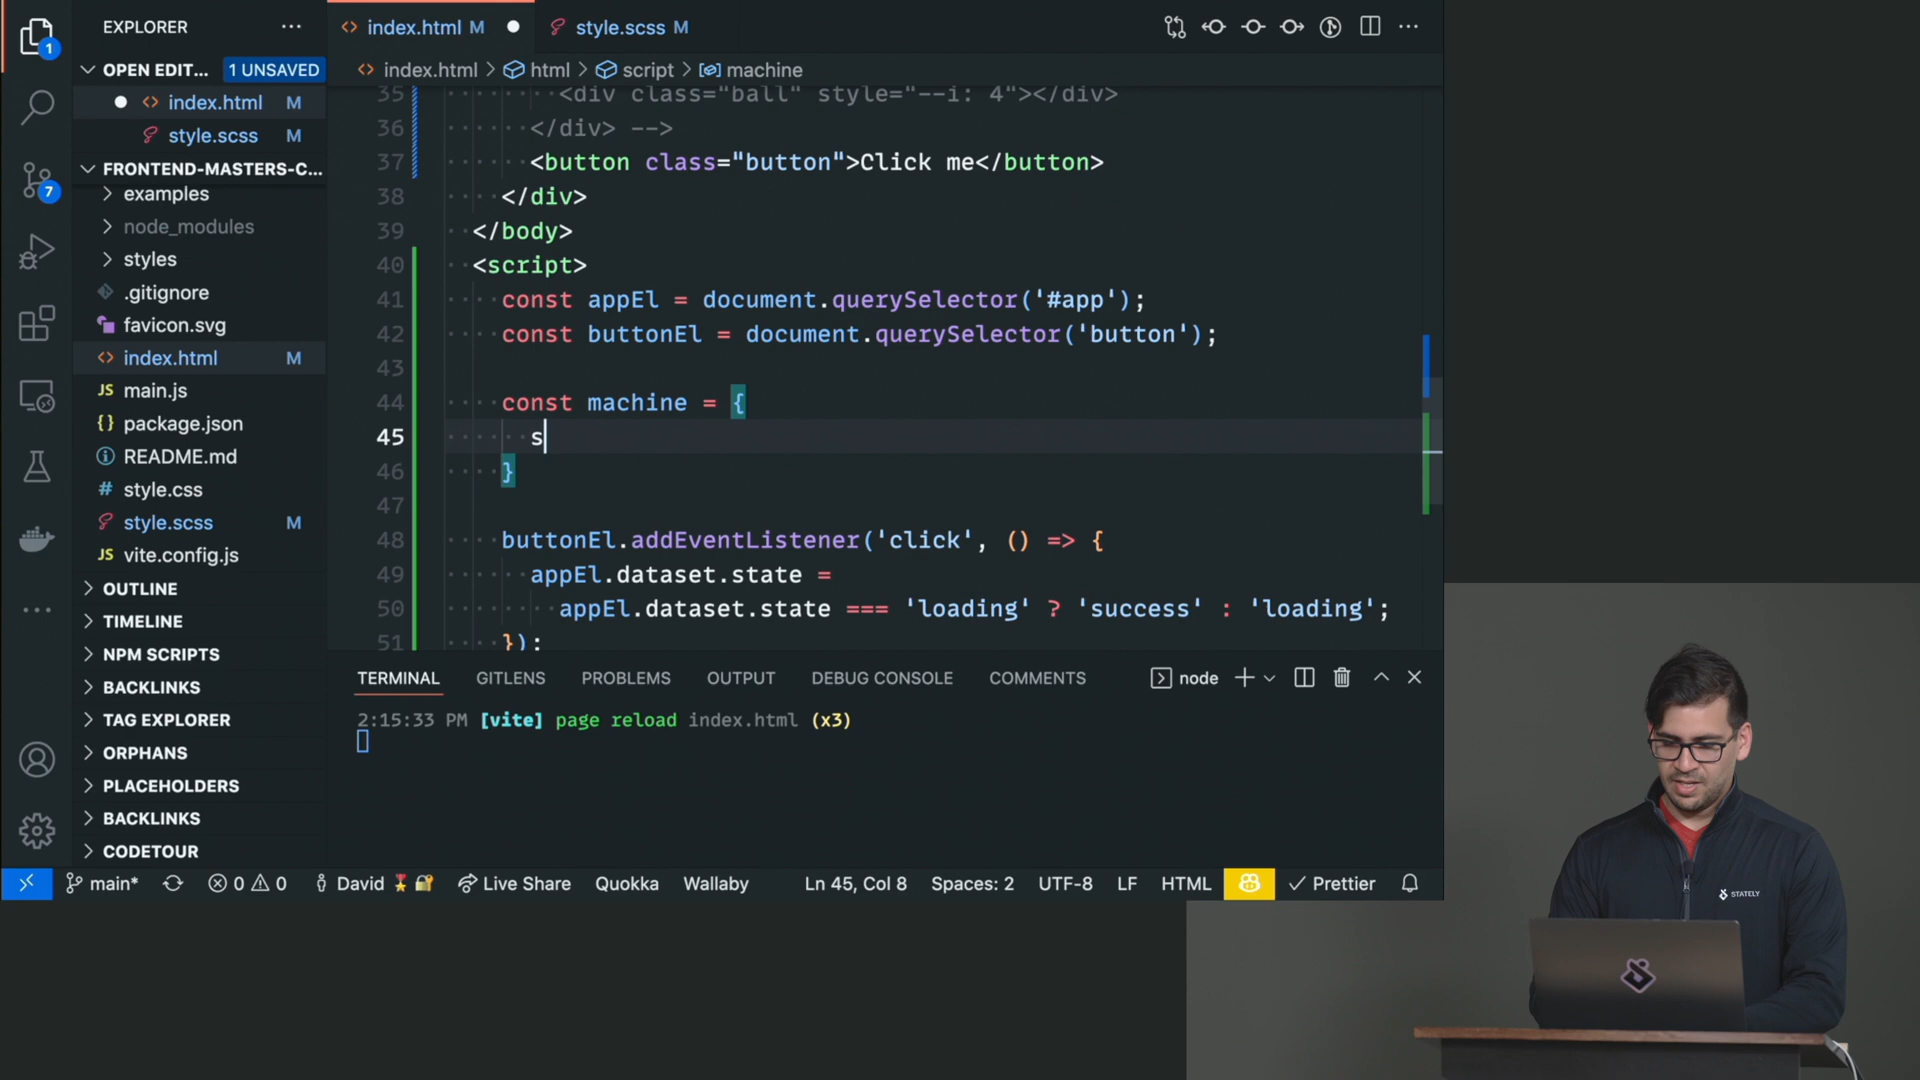 EXPLORER
OPEN EDIT... 1 UNSAVED
index.html M
style.scss M
FRONTEND-MASTERS-C...
examples
node_modules
styles
.gitignore
favicon.svg
index.html M
main.js
package.json
README.md
style.css
style.scss M
vite.config.js
OUTLINE
TIMELINE
NPM SCRIPTS
BACKLINKS
TAG EXPLORER
ORPHANS
PLACEHOLDERS
BACKLINKS
CODETOUR
1
7
index.html M
style.scss M
index.html > html > script > machine
35 <div class="ball" style="--i: 4"></div>
36 </div> -->
37 <button class="button">Click me</button>
38 </div>
39 </body>
40 <script>
41 const appEl = document.querySelector('#app');
42 const buttonEl = document.querySelector('button');
43
44 const machine = {
45 s
46 }
47
48 buttonEl.addEventListener('click', () => {
49 appEl.dataset.state =
50 appEl.dataset.state === 'loading' ? 'success' : 'loading';
51 });
TERMINAL GITLENS PROBLEMS OUTPUT DEBUG CONSOLE COMMENTS node
2:15:33 PM [vite] page reload index.html (x3)
main* 0 0 David Live Share Quokka Wallaby Ln 45, Col 8 Spaces: 2 UTF-8 LF HTML Prettier
STATELY